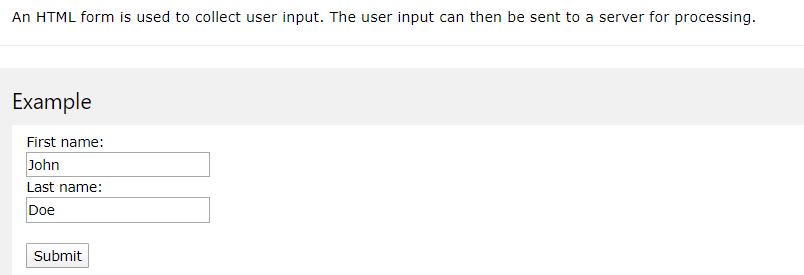 An HTML form is used to collect user input. The user input can then be sent to a server for processing.
Example
First name:
John
Last name:
Doe
Submit